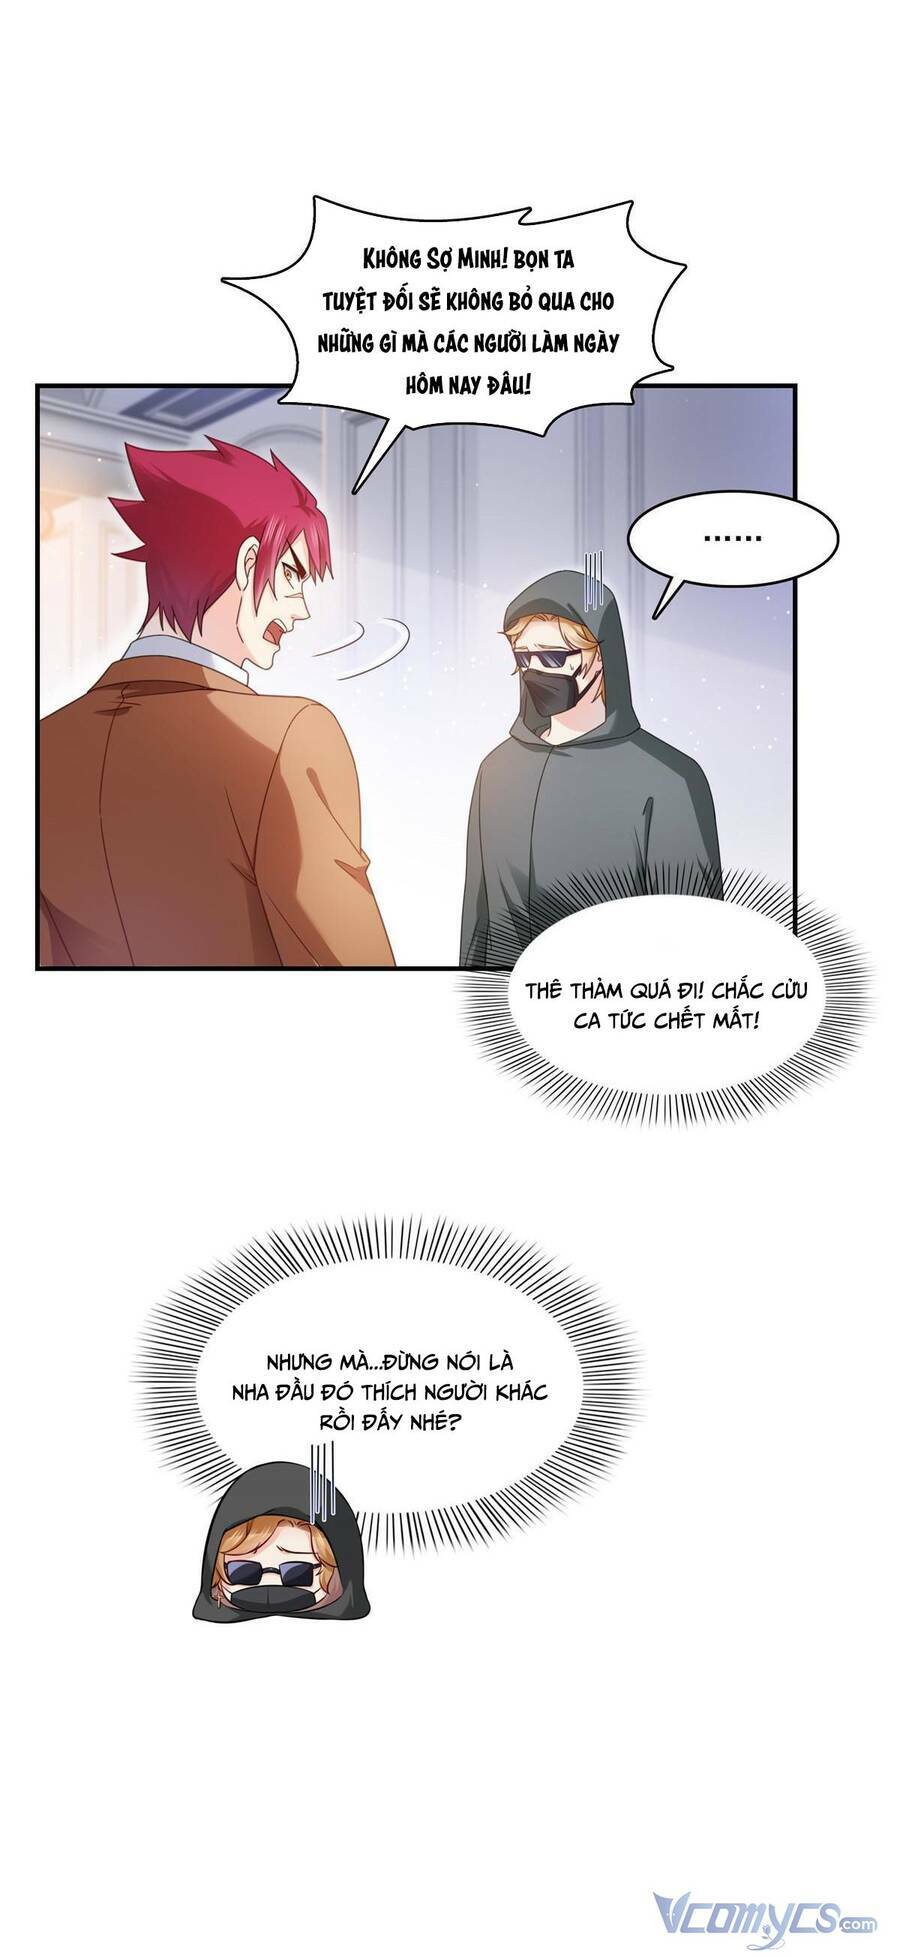 KHÔNG SỢ MINH! BỌN TA
TUYỆT ĐỐI SẼ KHÔNG BỎ QUA CHO
NHỮNG GÌ MÀ CÁC NGƯỜI LÀM NGÀY
HÔM NAY ĐÂU!
......
THÊ THẢM QUÁ ĐI! CHẮC CỬU
CA TỨC CHẾT MẤT!
NHƯNG MÀ...ĐỪNG NÓI LÀ
NHA ĐẦU ĐÓ THÍCH NGƯỜI KHÁC
RỒI ĐẤY NHÉ?
VCOMYCS.com